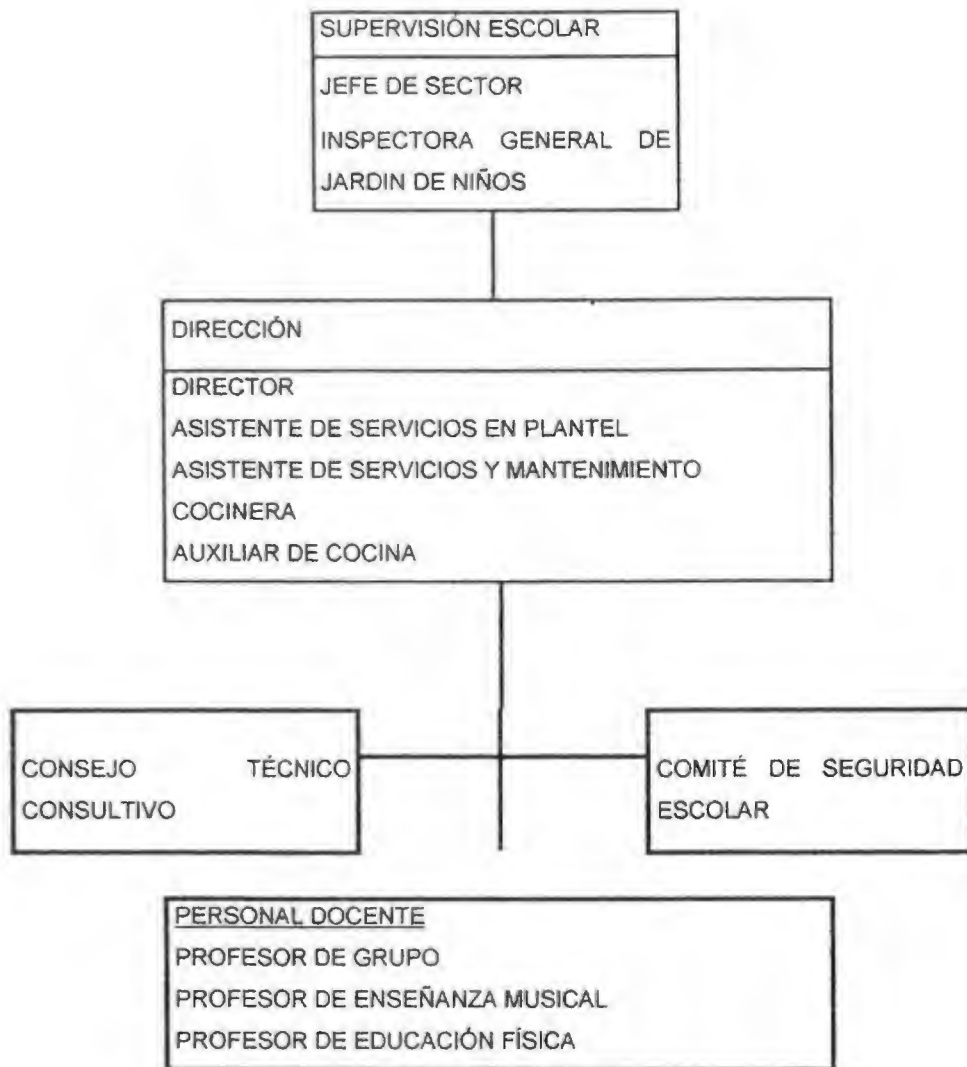 SUPERVISIÓN ESCOLAR
JEFE DE SECTOR
INSPECTORA GENERAL DE
JARDIN DE NIÑOS
DIRECCIÓN
DIRECTOR
ASISTENTE DE SERVICIOS EN PLANTEL
ASISTENTE DE SERVICIOS Y MANTENIMIENTO
COCINERA
AUXILIAR DE COCINA
CONSEJO TÉCNICO
CONSULTIVO
COMITÉ DE SEGURIDAD
ESCOLAR
PERSONAL DOCENTE
PROFESOR DE GRUPO
PROFESOR DE ENSEÑANZA MUSICAL
PROFESOR DE EDUCACIÓN FÍSICA